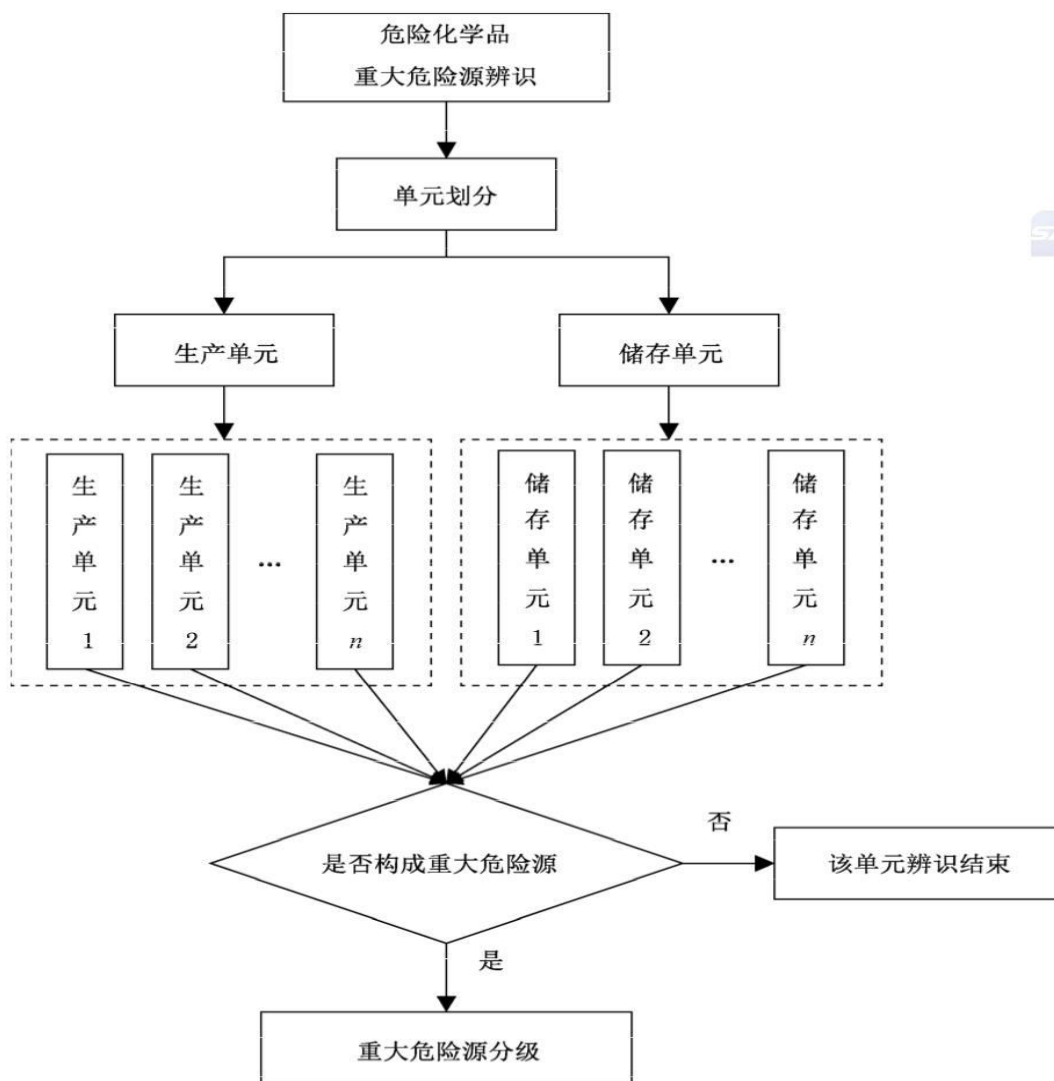 危险化学品
重大危险源辨识
单元划分
生产单元
储存单元
生产单元1
生产单元2
…
生产单元n
储存单元1
储存单元2
…
储存单元n
是否构成重大危险源
否
该单元辨识结束
是
重大危险源分级